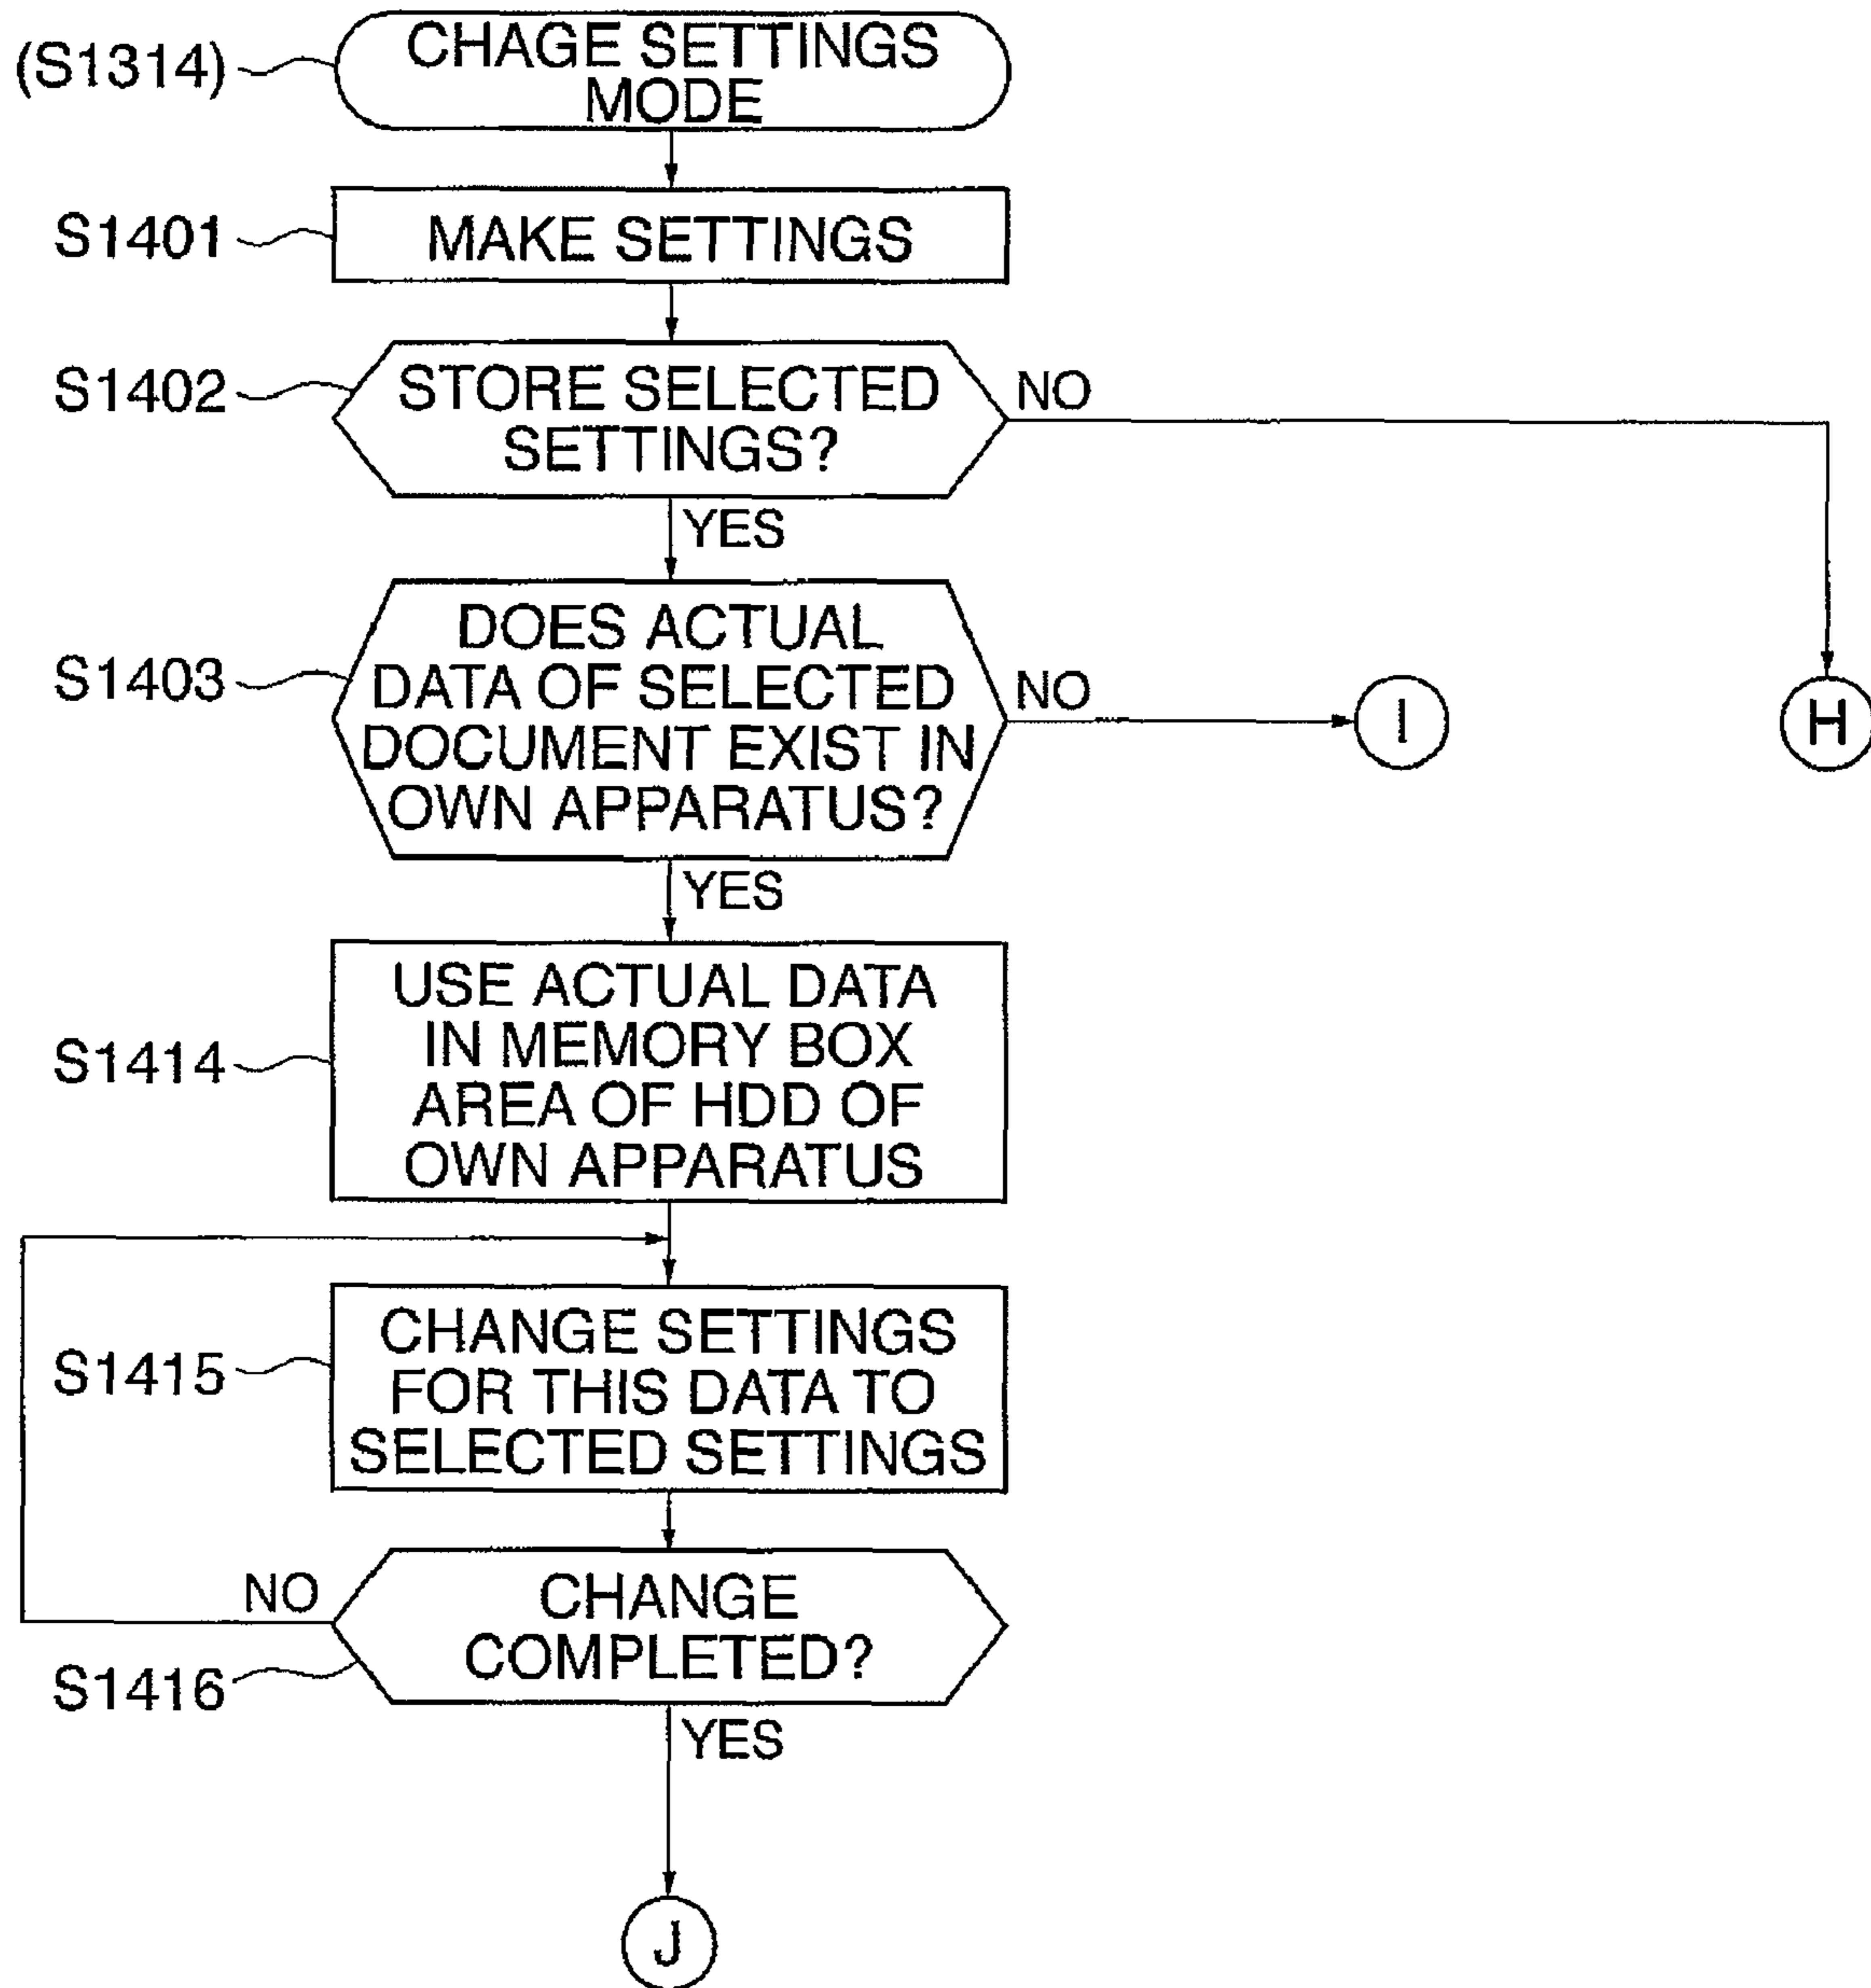 (S1314)
CHAGE SETTINGS
MODE
S1401
MAKE SETTINGS
S1402
STORE SELECTED
SETTINGS?
NO
YES
S1403
DOES ACTUAL
DATA OF SELECTED
DOCUMENT EXIST IN
OWN APPARATUS?
NO
I
H
YES
S1414
USE ACTUAL DATA
IN MEMORY BOX
AREA OF HDD OF
OWN APPARATUS
S1415
CHANGE SETTINGS
FOR THIS DATA TO
SELECTED SETTINGS
NO
S1416
CHANGE
COMPLETED?
YES
J